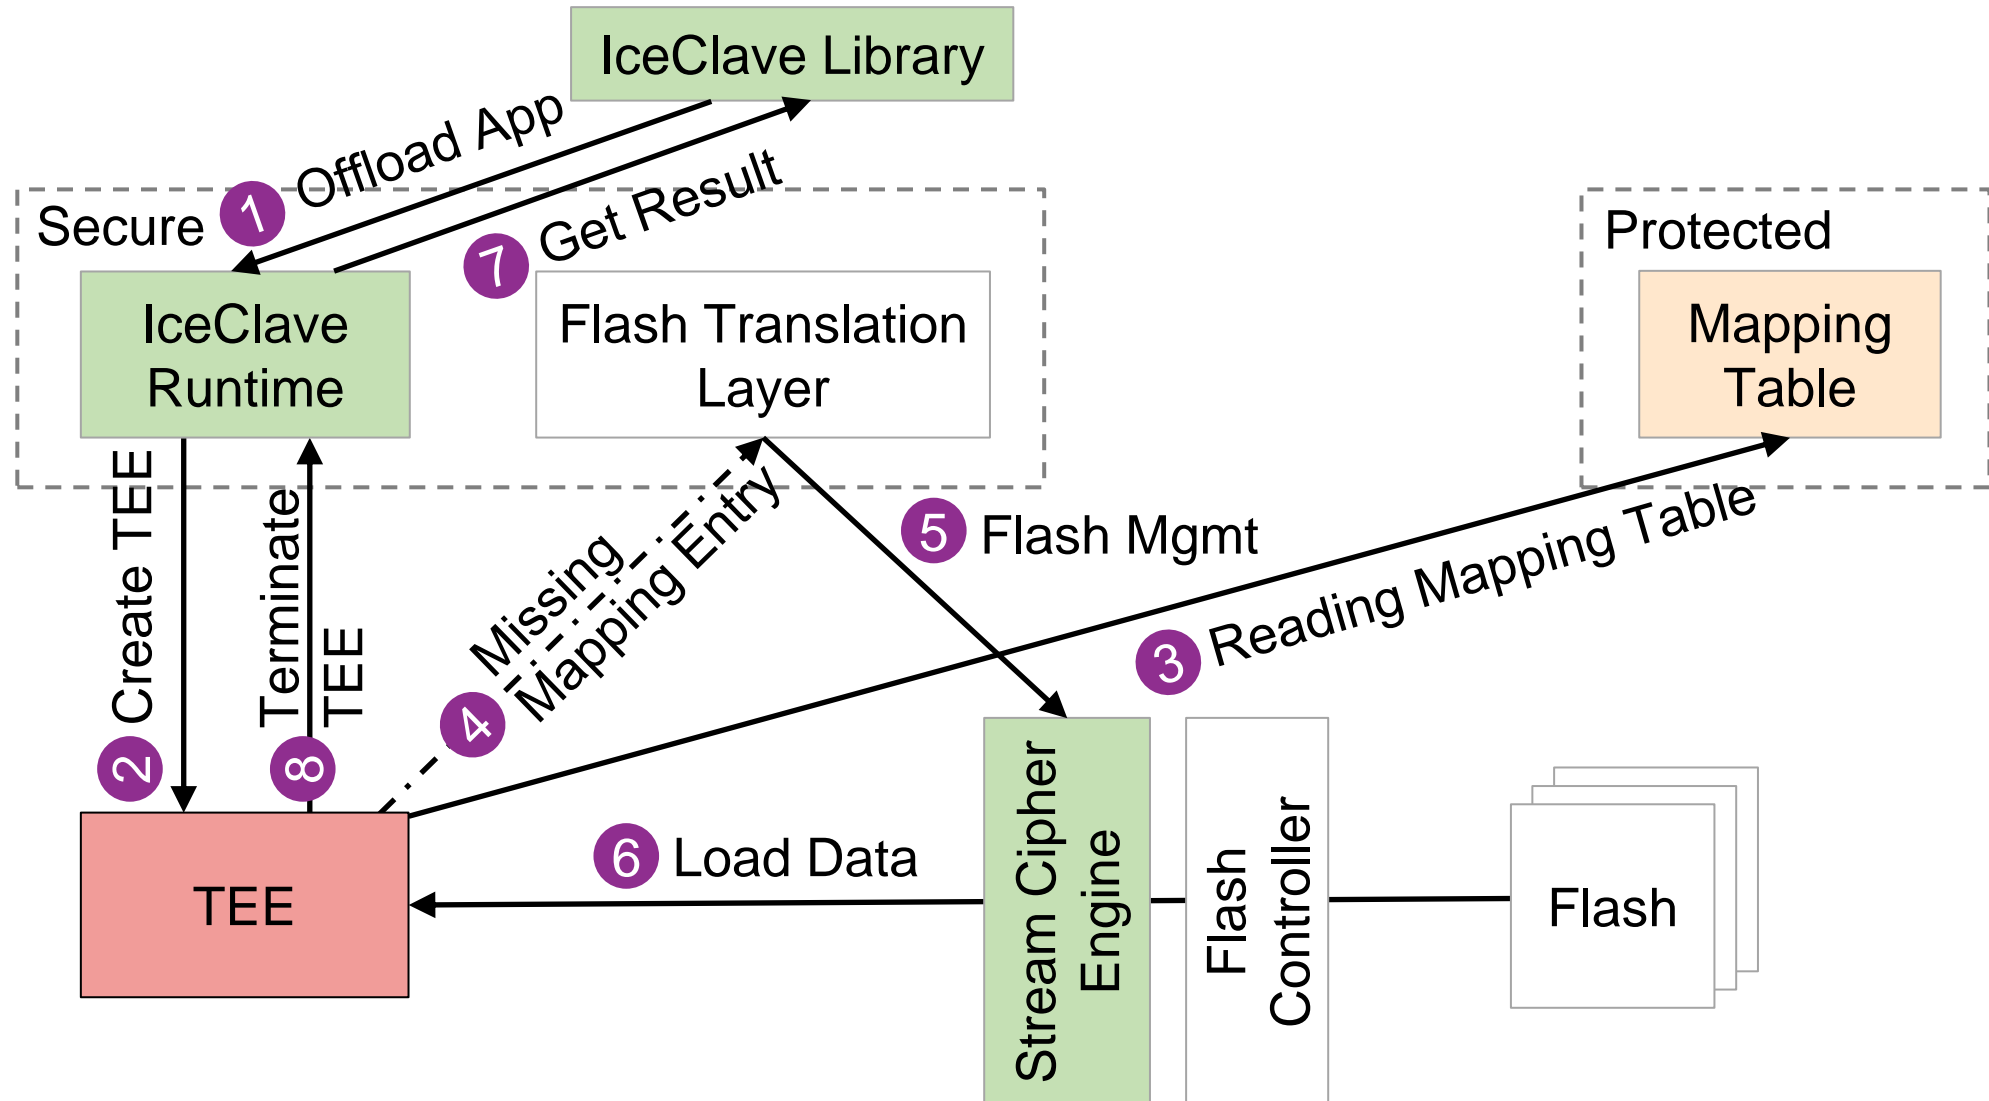 IceClave Library
1 Offload App
7 Get Result
Secure
Protected
IceClave
Runtime
Flash Translation
Layer
Mapping
Table
2 Create TEE
8 Terminate
TEE
4 Missing
Mapping Entry
5 Flash Mgmt
3 Reading Mapping Table
6 Load Data
TEE
Stream Cipher
Engine
Flash
Controller
Flash